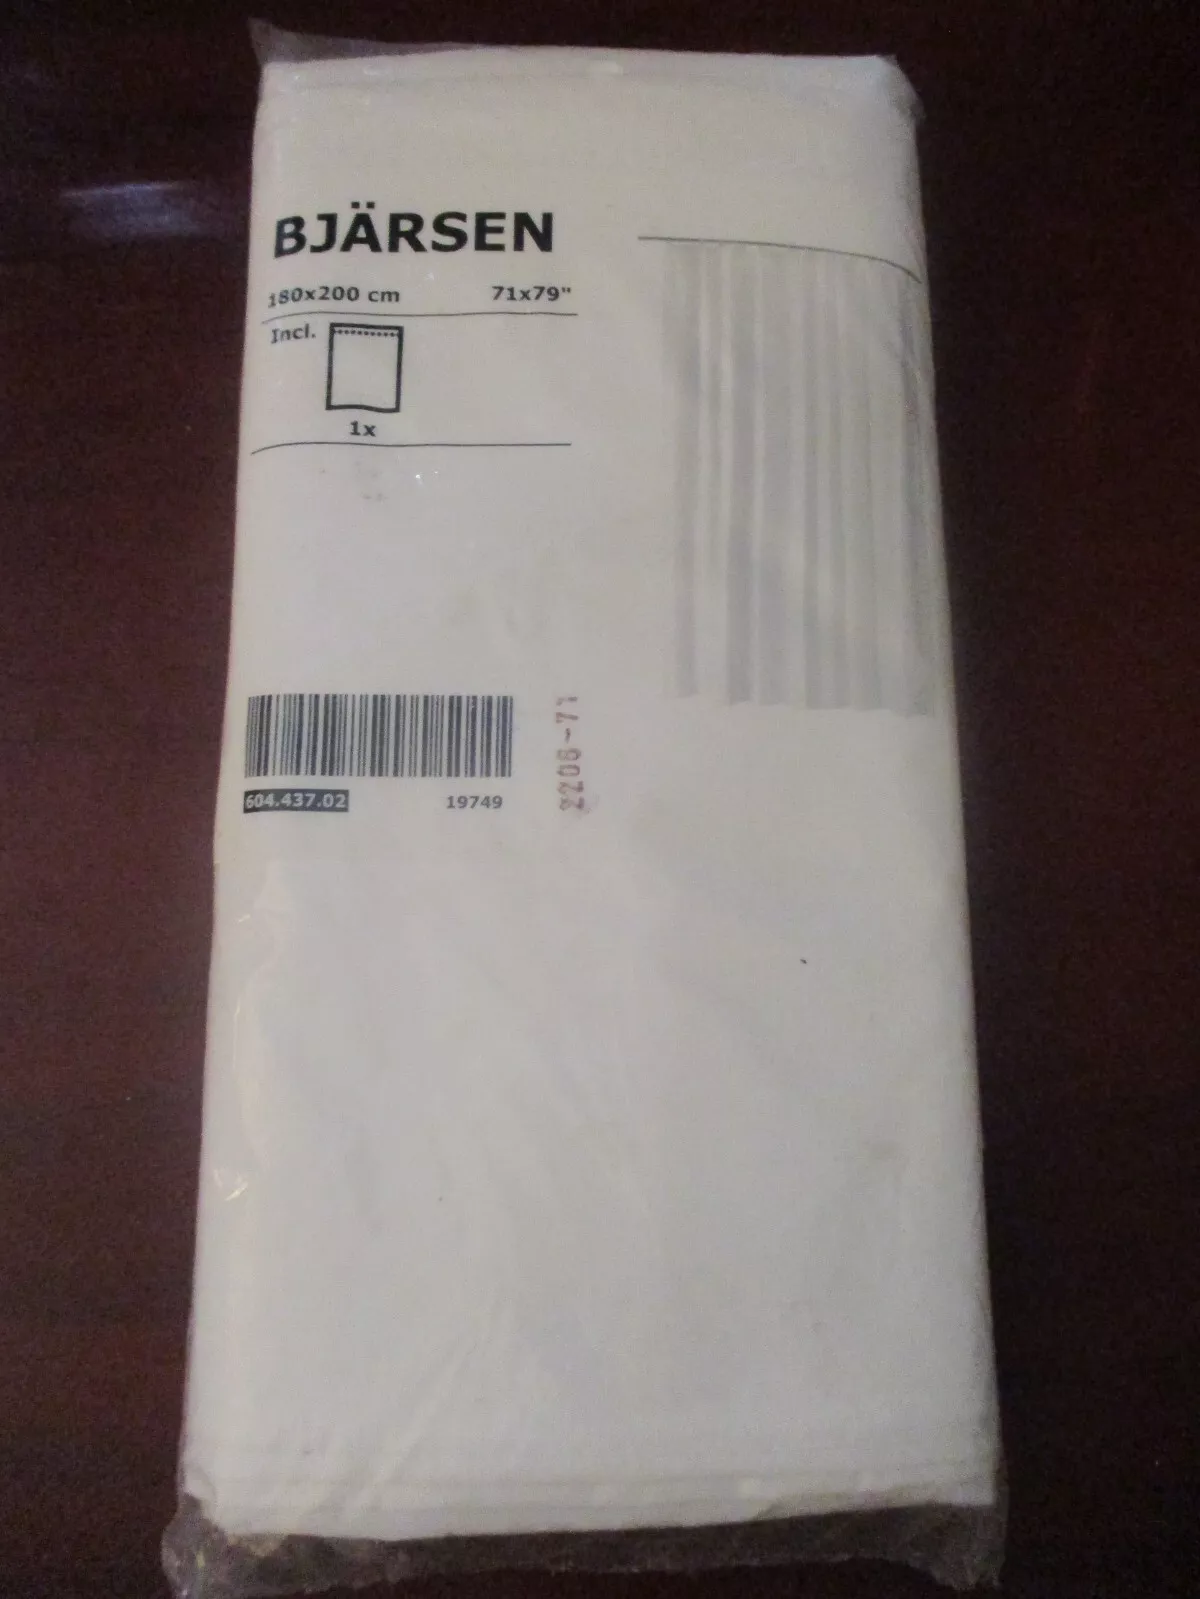 BJÄRSEN
180x200 cm 71x79"
Incl.
1x
604.437.02 19749
2206-71